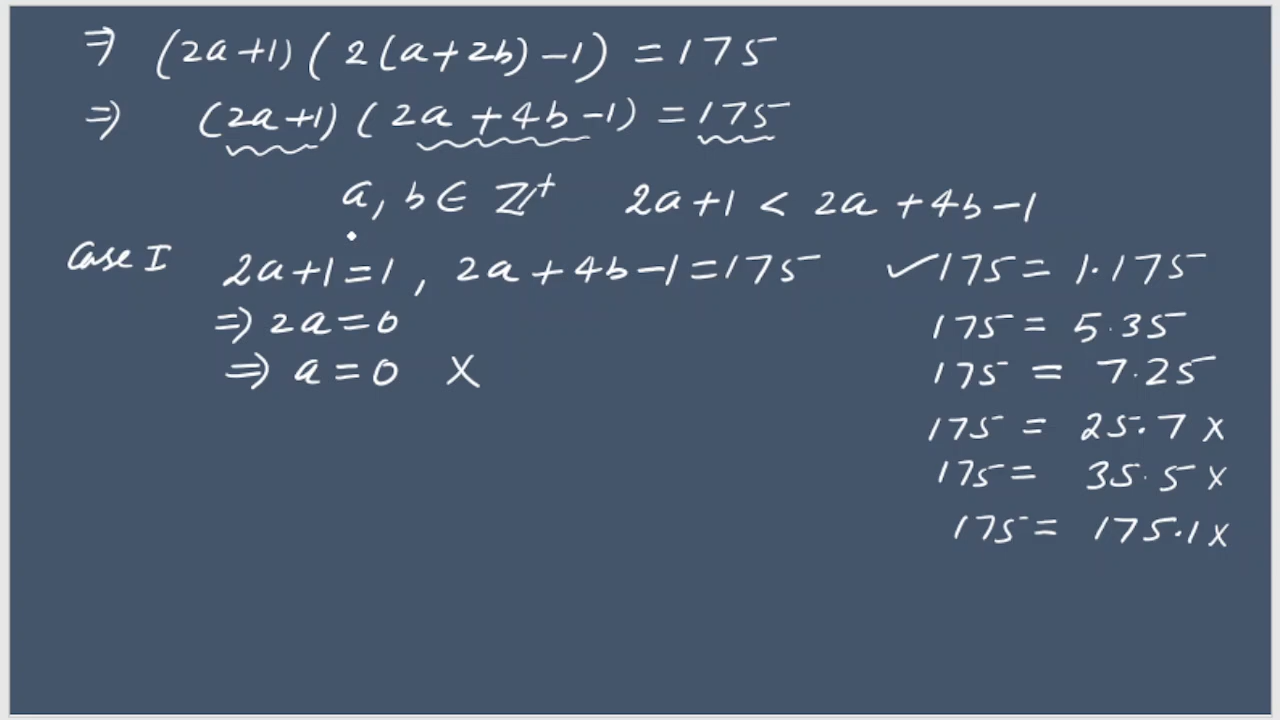 ⇒ (2a+1)(2(a+2b)-1) = 175
⇒ (2a+1)(2a+4b-1) = 175
a, b ∈ ℤ⁺ 2a+1 < 2a+4b-1
Case I 2a+1=1, 2a+4b-1=175
⇒ 2a=0
⇒ a=0 ×
✓175 = 1·175
175 = 5·35
175 = 7·25
175 = 25·7 ×
175 = 35·5 ×
175 = 175·1 ×